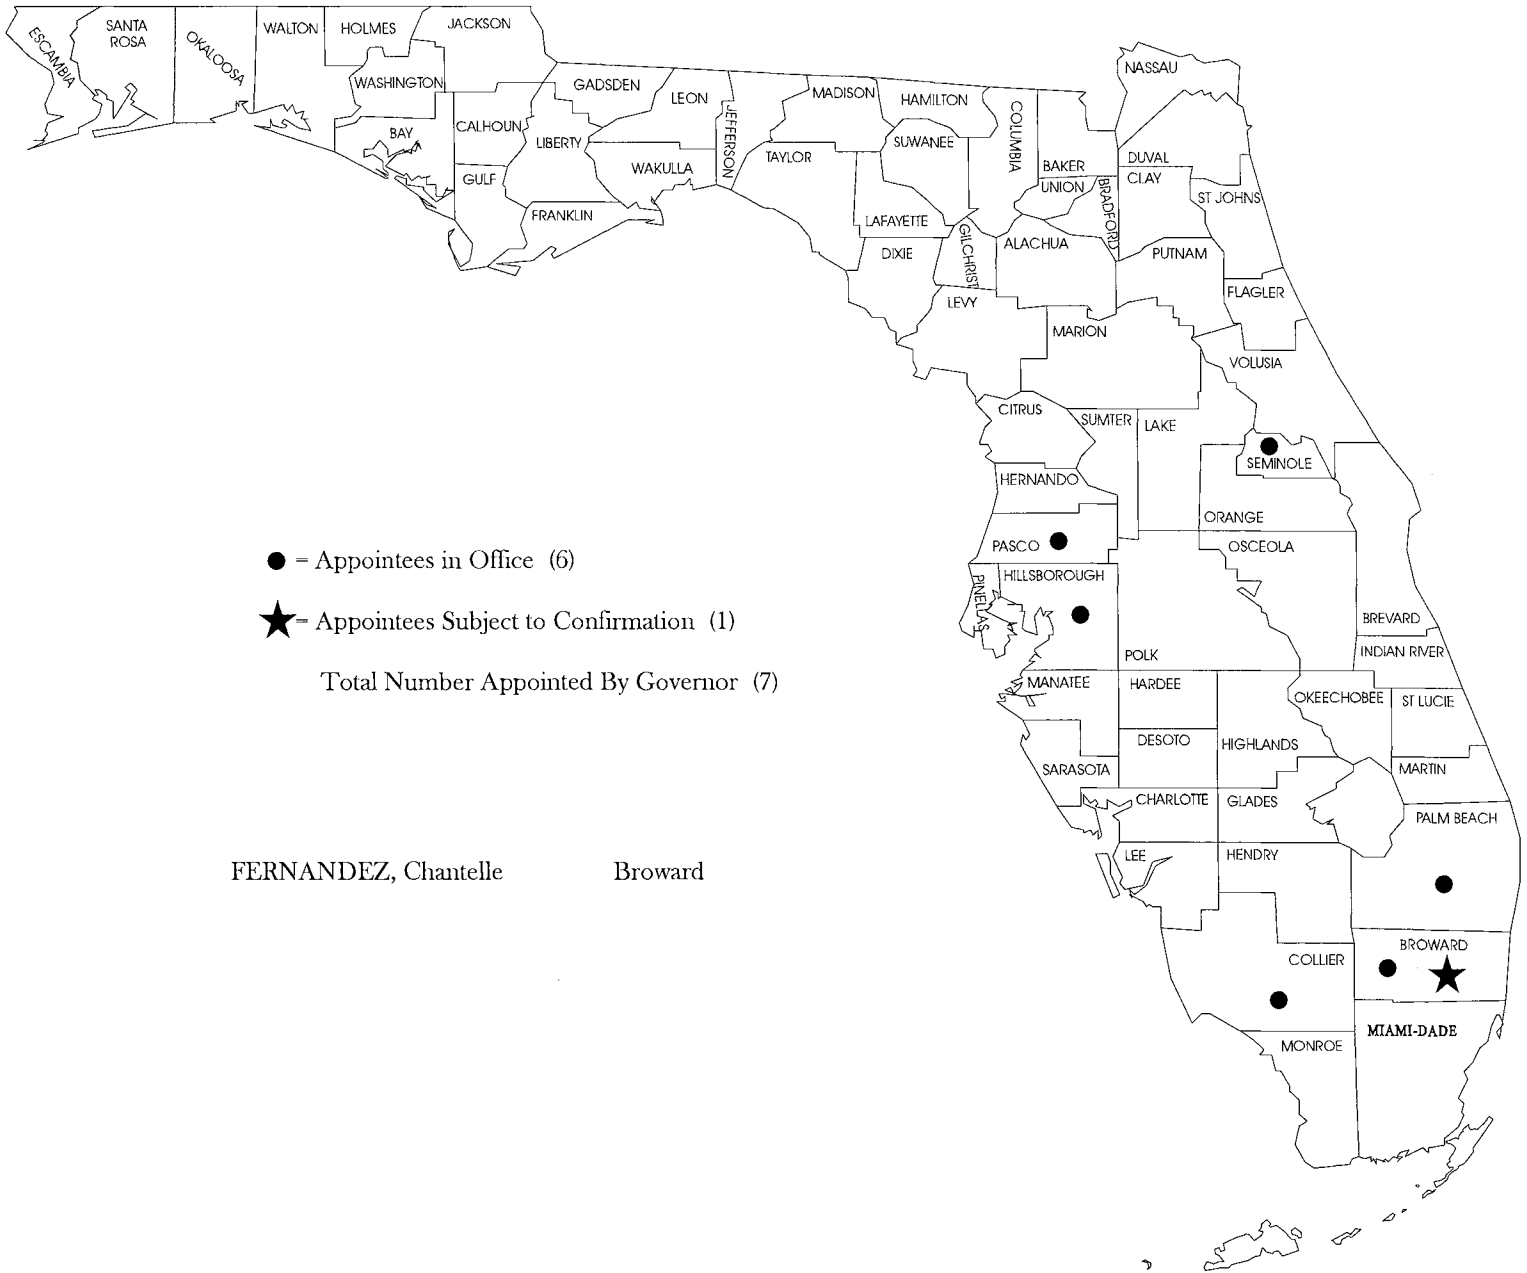 ESCAMBIA
SANTA
ROSA
OKALOOSA
WALTON
HOLMES
JACKSON
WASHINGTON
BAY
CALHOUN
GULF
LIBERTY
GADSDEN
FRANKLIN
LEON
WAKULLA
JEFFERSON
TAYLOR
MADISON
HAMILTON
SUWANEE
LAFAYETTE
DIXIE
COLUMBIA
GILCHRIST
LEVY
NASSAU
BAKER
UNION
BRADFORD
ALACHUA
DUVAL
CLAY
ST JOHNS
PUTNAM
FLAGLER
MARION
VOLUSIA
CITRUS
SUMTER
LAKE
SEMINOLE
HERNANDO
ORANGE
PASCO
OSCEOLA
= Appointees in Office (6)
HILLSBOROUGH
PINELLAS
= Appointees Subject to Confirmation (1)
BREVARD
INDIAN RIVER
POLK
Total Number Appointed By Governor (7)
MANATEE
HARDEE
OKEECHOBEE
ST LUCIE
DESOTO
HIGHLANDS
SARASOTA
MARTIN
CHARLOTTE
GLADES
PALM BEACH
LEE
HENDRY
FERNANDEZ, Chantelle Broward
BROWARD
COLLIER
MIAMI-DADE
MONROE